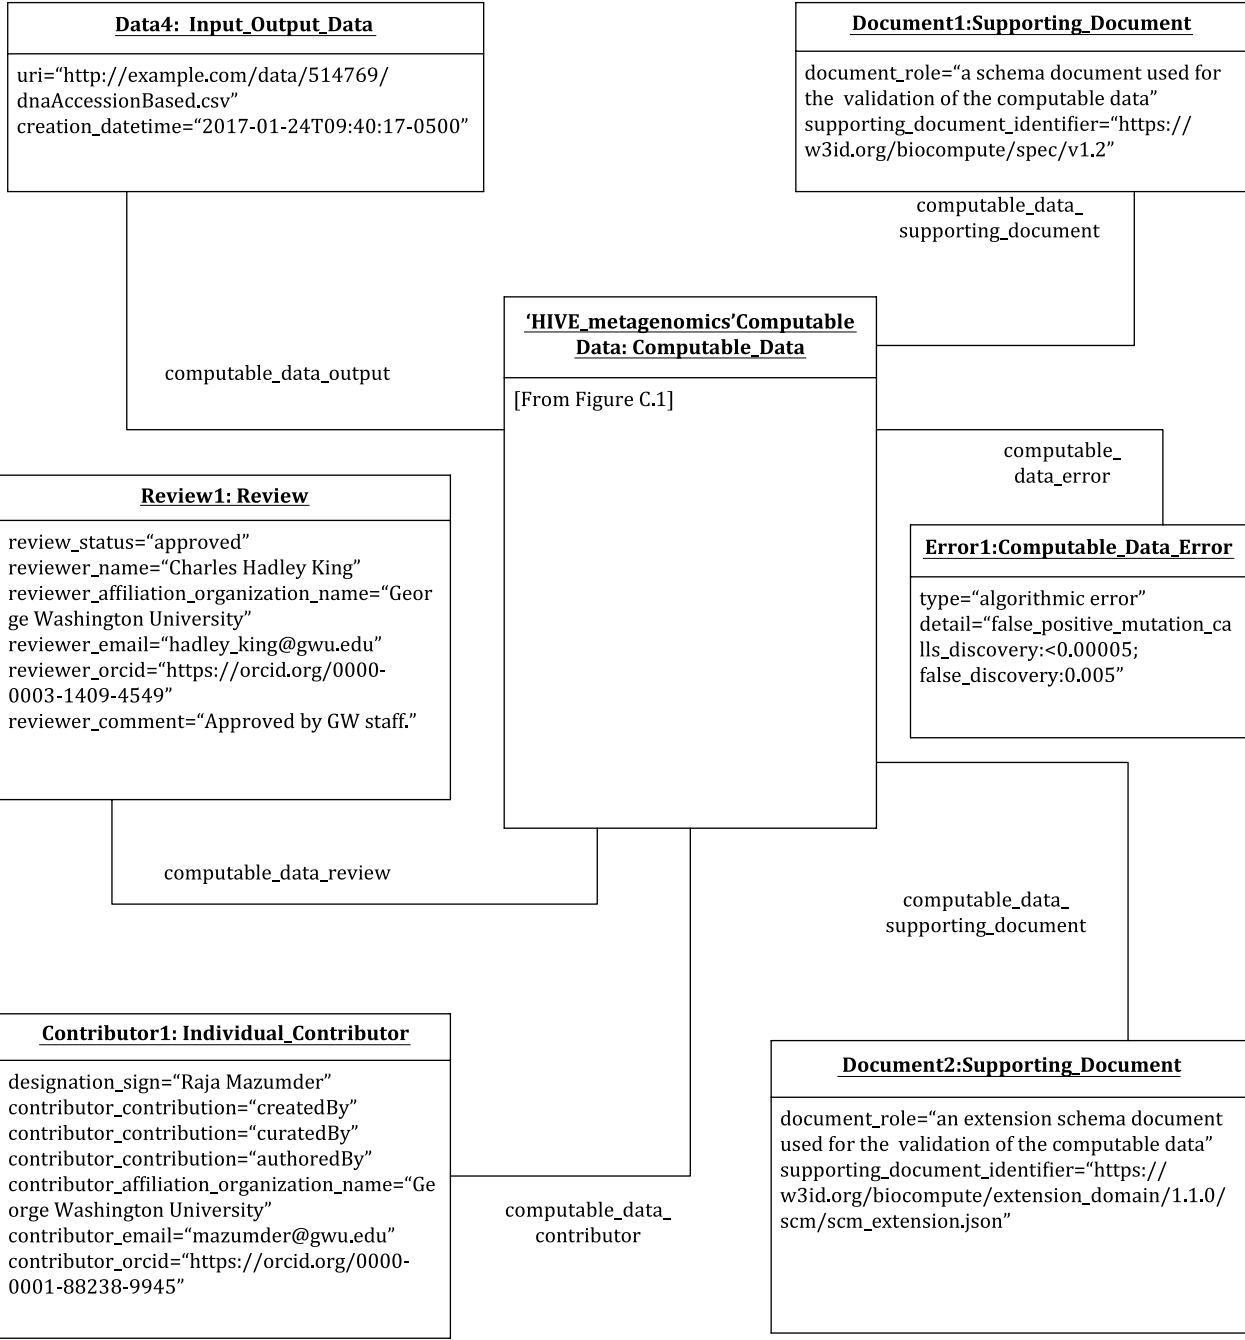 Data4:  Input_Output_Data
uri=“http://example.com/data/514769/
dnaAccessionBased.csv”
creation_datetime=“2017-01-24T09:40:17-0500”
Document1:Supporting_Document
document_role=“a schema document used for
the  validation of the computable data”
supporting_document_identifier=“https://
w3id.org/biocompute/spec/v1.2”
computable_data_
supporting_document
‘HIVE_metagenomics’Computable
Data: Computable_Data
[From Figure C.1]
computable_data_output
computable_
data_error
Review1: Review
review_status=“approved”
reviewer_name=“Charles Hadley King”
reviewer_affiliation_organization_name=“Geor
ge Washington University”
reviewer_email=“hadley_king@gwu.edu”
reviewer_orcid=“https://orcid.org/0000-
0003-1409-4549”
reviewer_comment=“Approved by GW staff.”
Error1:Computable_Data_Error
type=“algorithmic error”
detail=“false_positive_mutation_ca
lls_discovery:<0.00005;
false_discovery:0.005”
computable_data_review
computable_data_
supporting_document
Contributor1: Individual_Contributor
designation_sign=“Raja Mazumder”
contributor_contribution=“createdBy”
contributor_contribution=“curatedBy”
contributor_contribution=“authoredBy”
contributor_affiliation_organization_name=“Ge
orge Washington University”
contributor_email=“mazumder@gwu.edu”
contributor_orcid=“https://orcid.org/0000-
0001-88238-9945”
computable_data_
contributor
Document2:Supporting_Document
document_role=“an extension schema document
used for the  validation of the computable data”
supporting_document_identifier=“https://
w3id.org/biocompute/extension_domain/1.1.0/
scm/scm_extension.json”